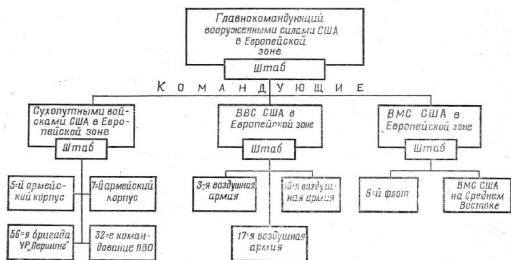 Главнокомандующий
вооруженными силами США
в Европейской
зоне
Штаб
Командующие
Сухопутными вой-
сками США в Евро-
пейской зоне
Штаб
ВВС США в
Европейской зоне
Штаб
ВМС США в
Европейской зоне
Штаб
5-й армейс-
кий корпус
7-й армейский
корпус
56-я бригада
УР„Першинг"
32-е коман-
дование ПВО
3-я воздушная
армия
16-я воздуш-
ная армия
17-я воздушная
армия
6-й флот
ВМС США
на Среднем
Востоке